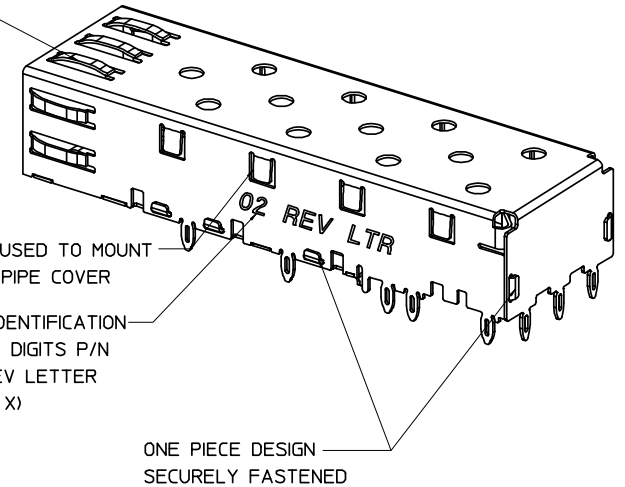 02 REV LTR
USED TO MOUNT
PIPE COVER
DENTIFICATION
DIGITS P/N
EV LETTER
X)
ONE PIECE DESIGN
SECURELY FASTENED